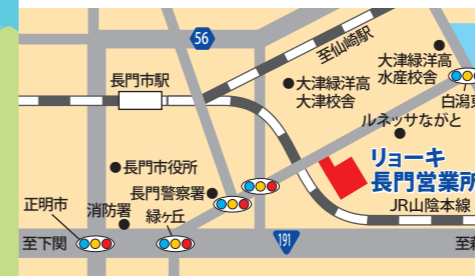 56
至仙崎駅
大津緑洋高
水産校舎
長門市駅
大津緑洋高
大津校舎
白潟東
ルネッサながと
リョーキ
長門営業所
長門市役所
長門警察署
JR山陰本線
正明市
消防署
緑ヶ丘
至下関
191
至萩